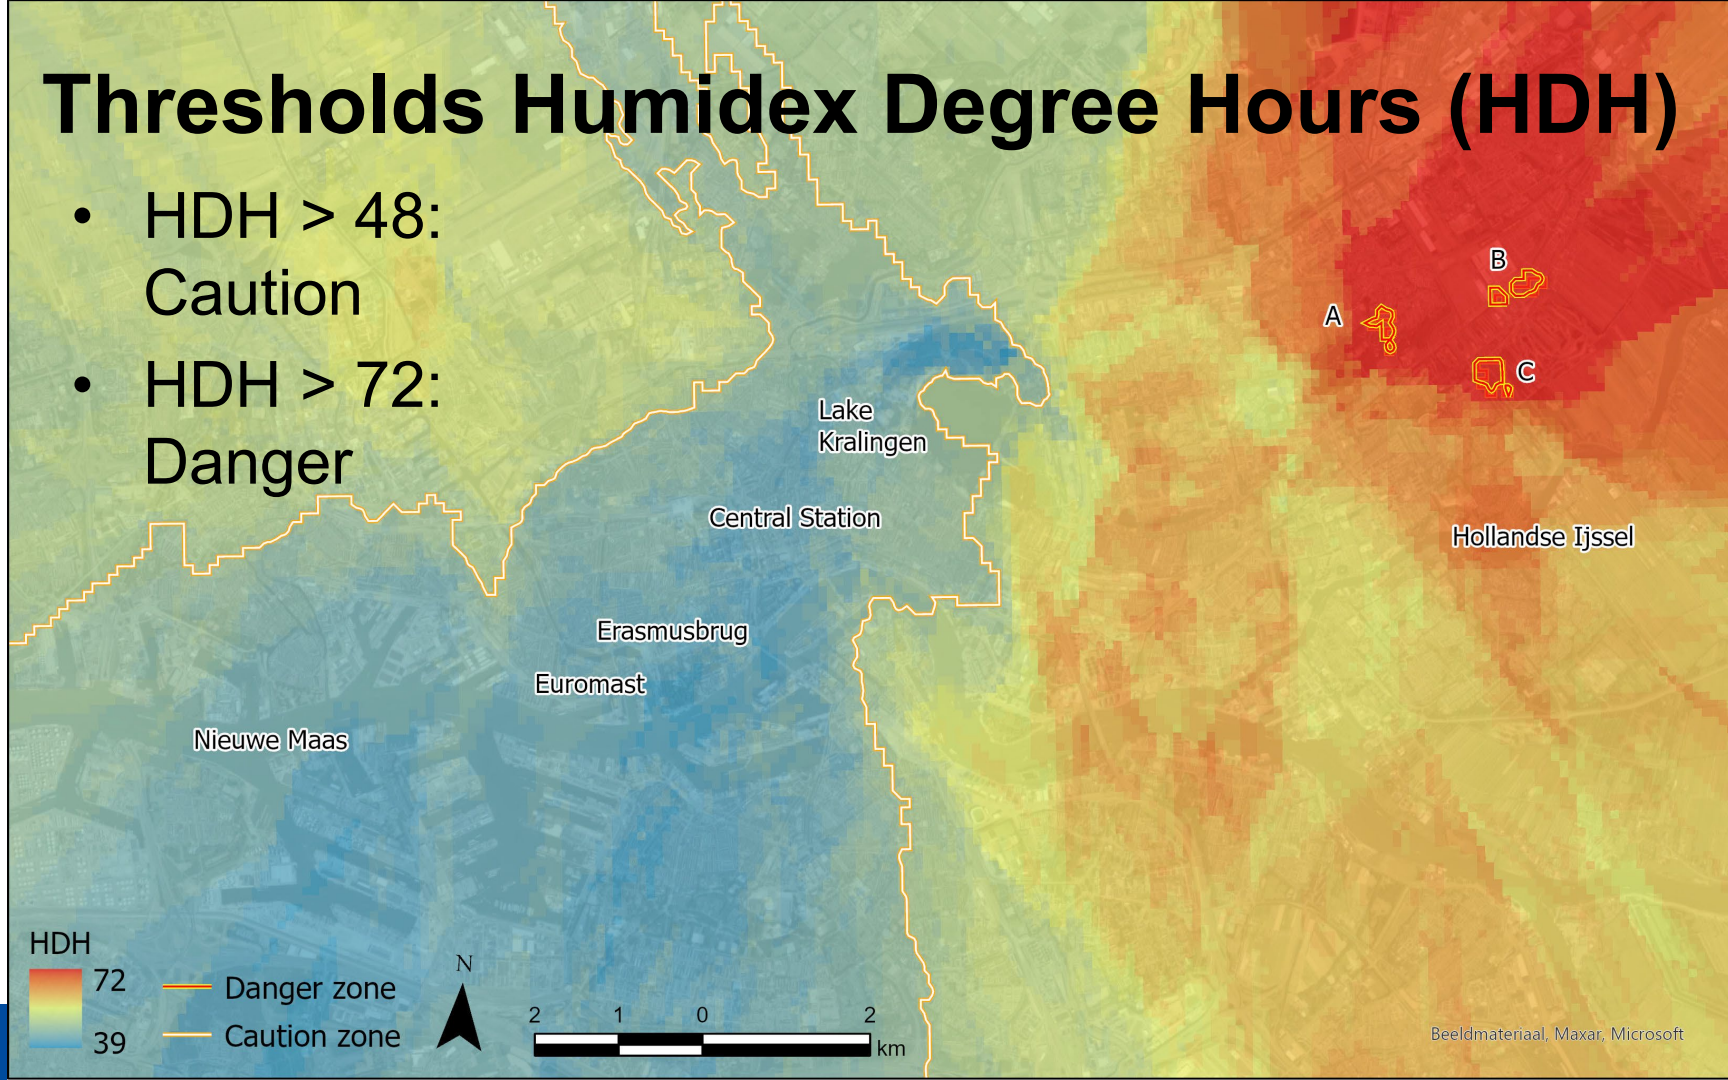 Thresholds Humidex Degree Hours (HDH)
• HDH > 48:
Caution
• HDH > 72:
Danger
B
A
C
Lake
Kralingen
Central Station
Hollandse Ijssel
Erasmusbrug
Euromast
Nieuwe Maas
HDH
72
39
Danger zone
Caution zone
N
2 1 0 2
km
Beeldmateriaal, Maxar, Microsoft